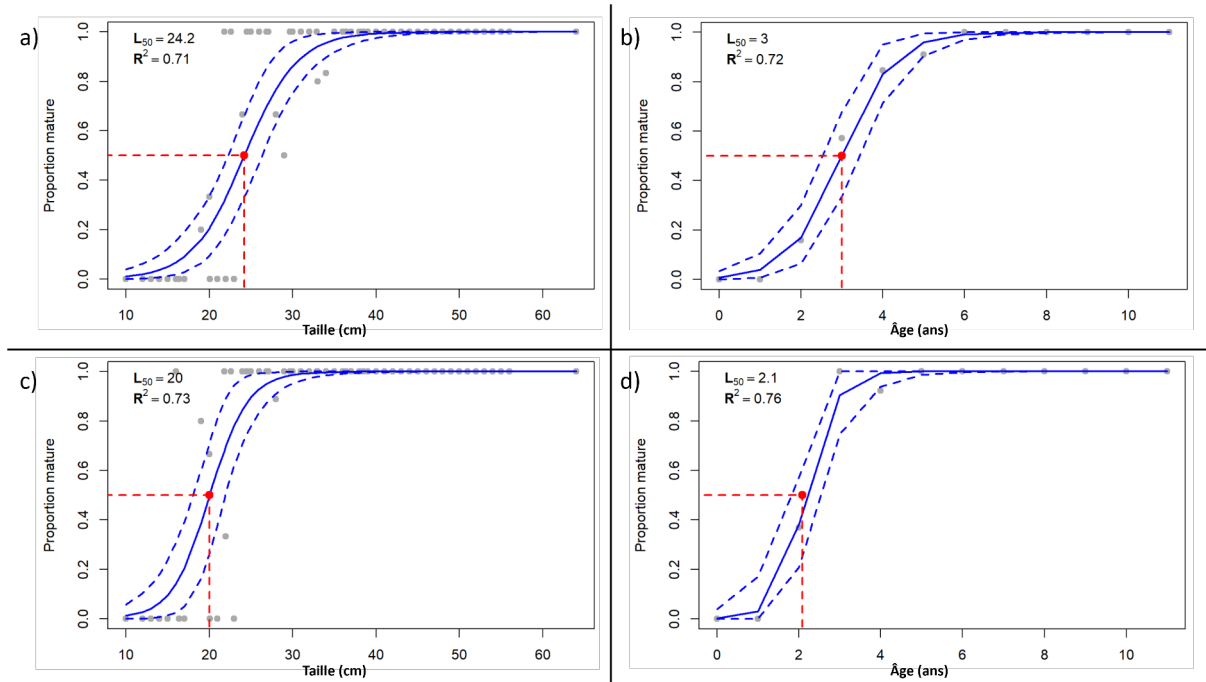 a)
L50 = 24.2
R2 = 0.71
Proportion mature
1.0
0.8
0.6
0.4
0.2
0.0
10 20 30 40 50 60
Taille (cm)
b)
L50 = 3
R2 = 0.72
Proportion mature
1.0
0.8
0.6
0.4
0.2
0.0
0 2 4 6 8 10
Âge (ans)
c)
L50 = 20
R2 = 0.73
Proportion mature
1.0
0.8
0.6
0.4
0.2
0.0
10 20 30 40 50 60
Taille (cm)
d)
L50 = 2.1
R2 = 0.76
Proportion mature
1.0
0.8
0.6
0.4
0.2
0.0
0 2 4 6 8 10
Âge (ans)